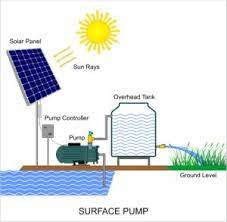 Solar Panel
Sun Rays
Overhead Tank
Pump Controller
Pump
Ground Level
SURFACE PUMP